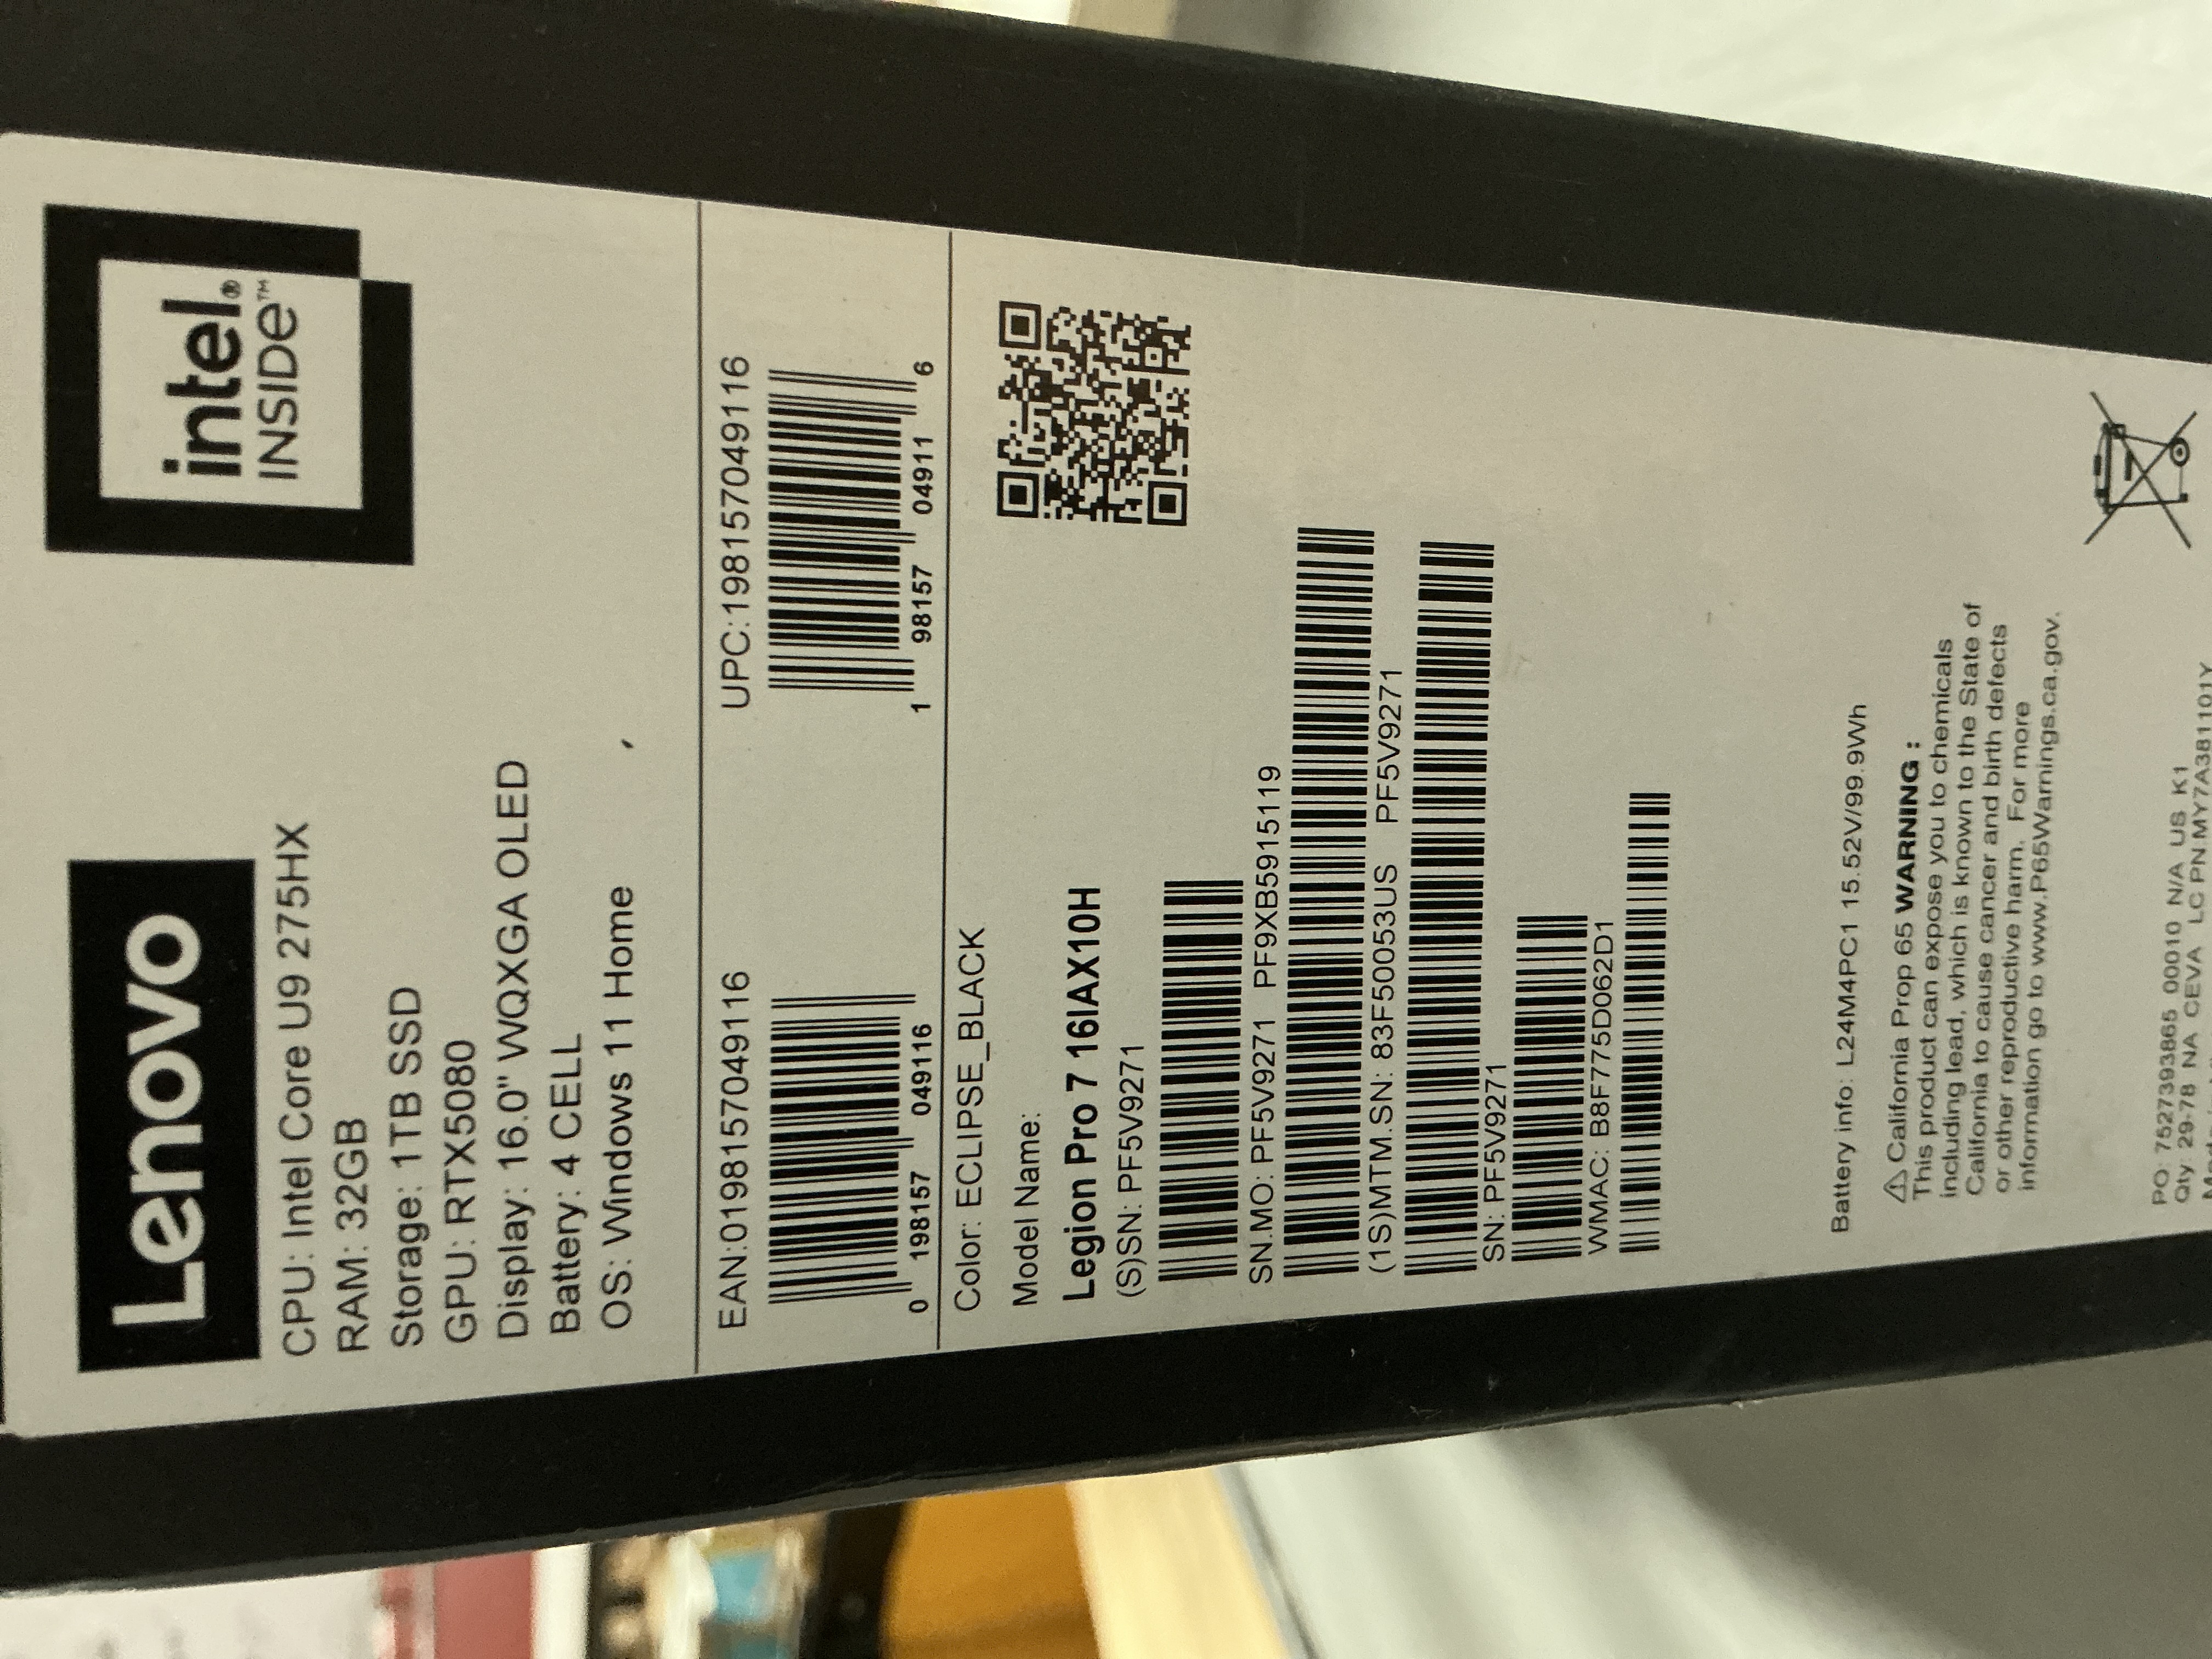 Lenovo
intel®
INSIDE™
CPU: Intel Core U9 275HX
RAM: 32GB
Storage: 1TB SSD
GPU: RTX5080
Display: 16.0" WQXGA OLED
Battery: 4 CELL
OS: Windows 11 Home
EAN:0198157049116
0 198157 049116
UPC:198157049116
1 98157 04911 6
Color: ECLIPSE_BLACK
Model Name:
Legion Pro 7 16IAX10H
(S)SN: PF5V9271
SN.MO: PF5V9271 PF9XB5915119
(1S)MTM.SN: 83F50053US PF5V9271
SN: PF5V9271
WMAC: B8F775D062D1
Battery info: L24M4PC1 15.52V/99.9Wh
⚠California Prop 65 WARNING :
This product can expose you to chemicals
including lead, which is known to the State of
California to cause cancer and birth defects
or other reproductive harm. For more
information go to www.P65Warnings.ca.gov.
PO: 7527393865 00010 N/A US K1
Qty: 29-78 NA CEVA LC PN:MY7A381101Y